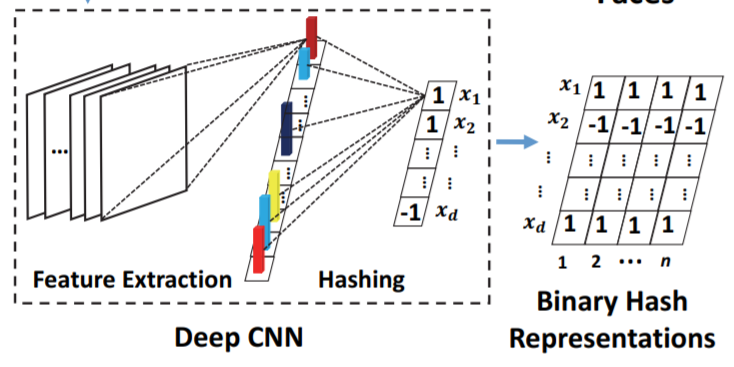 Faces
1 x1
1 x2
⋮ ⋮
⋮ ⋮
-1 xd
...
Feature Extraction
Hashing
Deep CNN
x1 1 1 1 1
x2 -1 -1 -1 -1
⋮ ⋮ ⋮ ⋮ ⋮
⋮ ⋮ ⋮ ⋮ ⋮
xd 1 1 1 1
1 2 ... n
Binary Hash
Representations